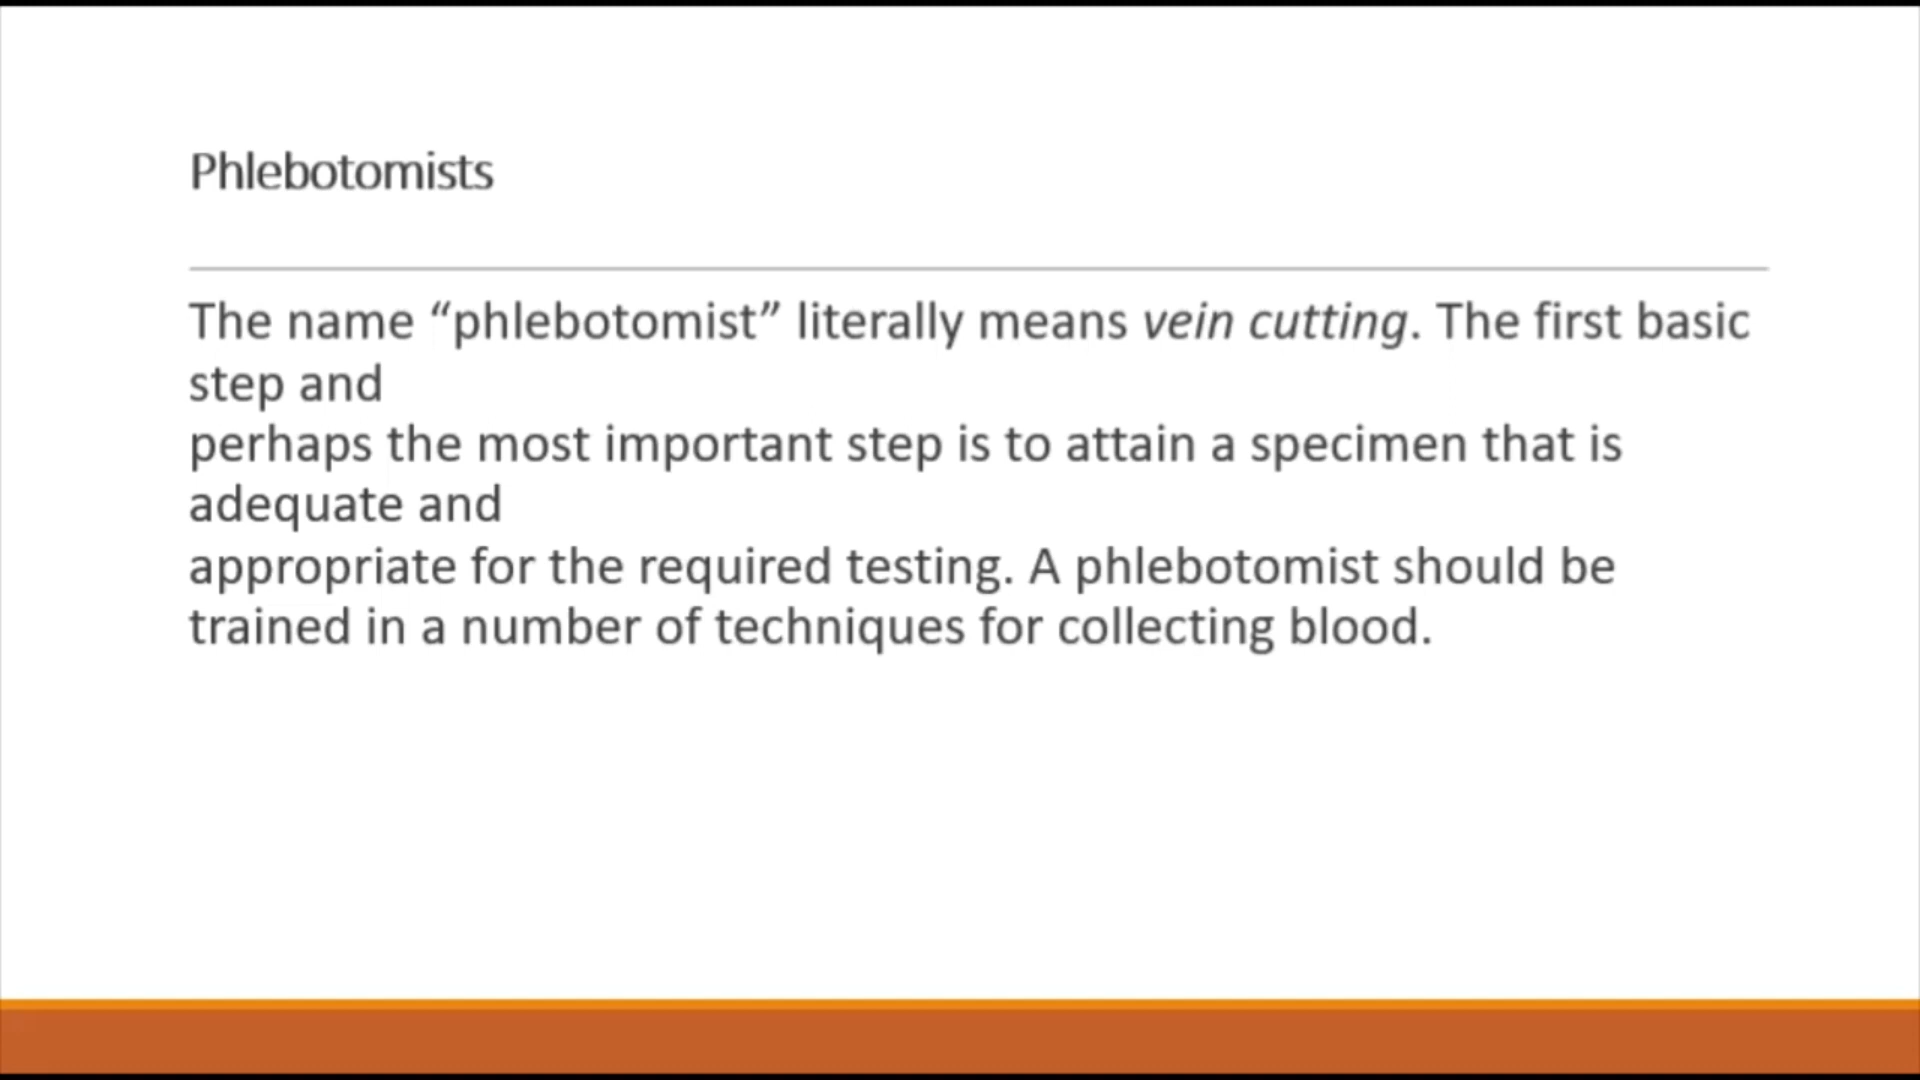 Phlebotomists
The name “phlebotomist” literally means vein cutting. The first basic
step and
perhaps the most important step is to attain a specimen that is
adequate and
appropriate for the required testing. A phlebotomist should be
trained in a number of techniques for collecting blood.